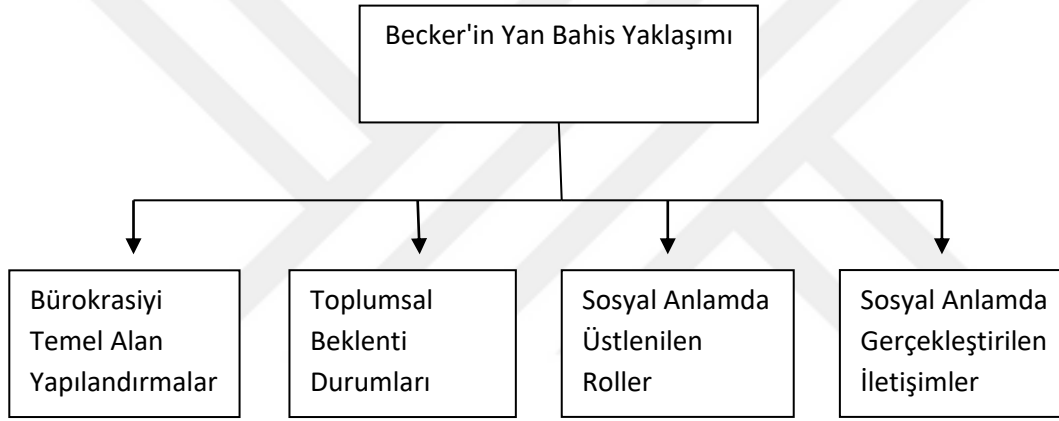 Becker'in Yan Bahis Yaklaşımı
Bürokrasiyi
Temel Alan
Yapılandırmalar
Toplumsal
Beklenti
Durumları
Sosyal Anlamda
Üstlenilen
Roller
Sosyal Anlamda
Gerçekleştirilen
İletişimler